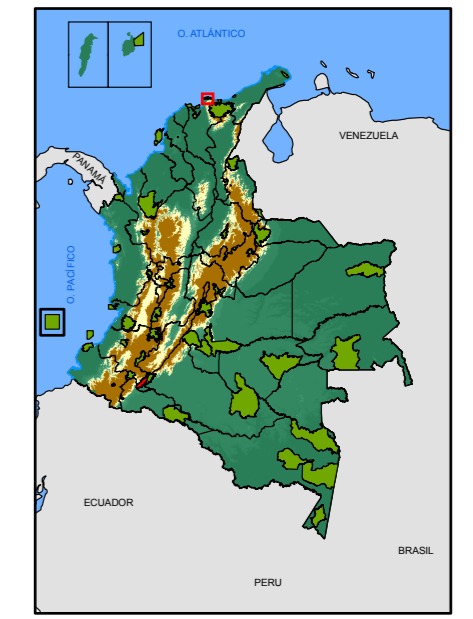 O. ATLÁNTICO
VENEZUELA
PANAMÁ
O. PACÍFICO
ECUADOR
BRASIL
PERU